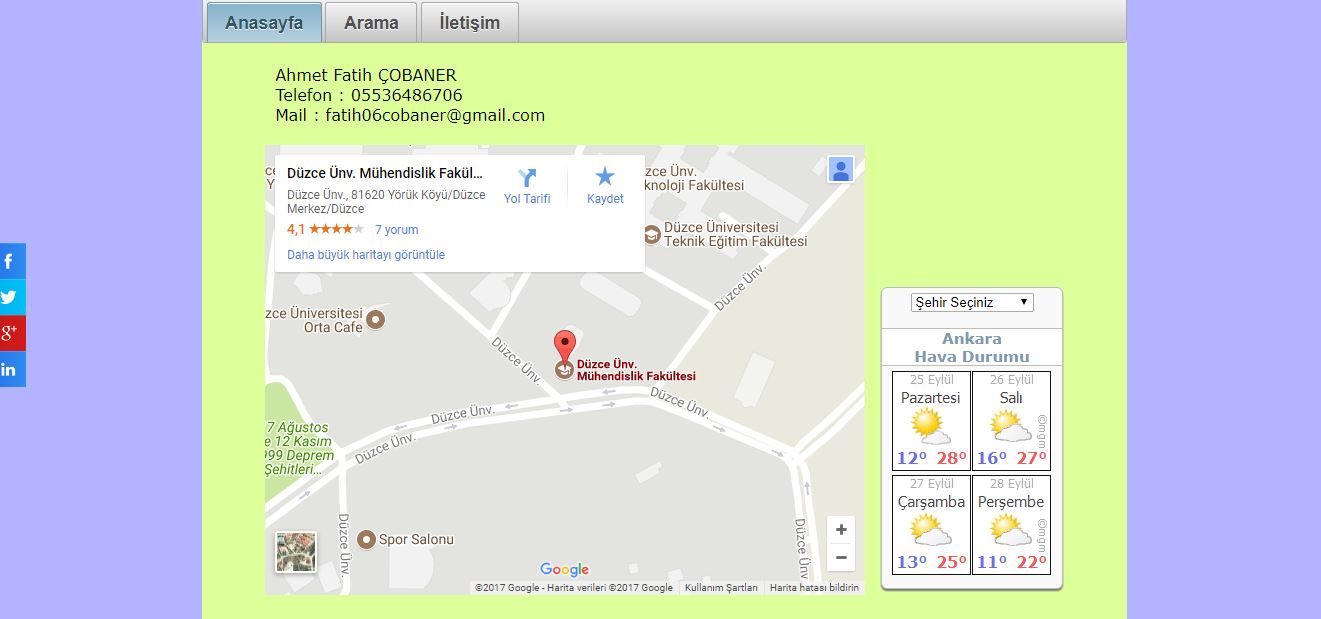 Anasayfa
Arama
İletişim
Ahmet Fatih ÇOBANER
Telefon : 05536486706
Mail : fatih06cobaner@gmail.com
Düzce Ünv. Mühendislik Fakül...
Düzce Ünv., 81620 Yörük Köyü/Düzce
Merkez/Düzce
4,1 ★★★★★ 7 yorum
Daha büyük haritayı görüntüle
Yol Tarifi
Kaydet
zce Ünv.
knoloji Fakültesi
Düzce Üniversitesi
Teknik Eğitim Fakültesi
Düzce Ünv.
zce Üniversitesi
Orta Cafe
Düzce Ünv.
Düzce Ünv.
Mühendislik Fakültesi
Düzce Ünv.
Düzce Ünv.
Düzce Ünv.
7 Ağustos
e 12 Kasım
999 Deprem
Şehitleri...
Düzce Ünv.
Düzce Ünv.
Spor Salonu
+
−
Google
©2017 Google - Harita verileri ©2017 Google
Kullanım Şartları
Harita hatası bildirin
f
g+
in
Şehir Seçiniz
Ankara
Hava Durumu
25 Eylül
Pazartesi
12° 28°
26 Eylül
Salı
©mgm
16° 27°
27 Eylül
Çarşamba
13° 25°
28 Eylül
Perşembe
©mgm
11° 22°